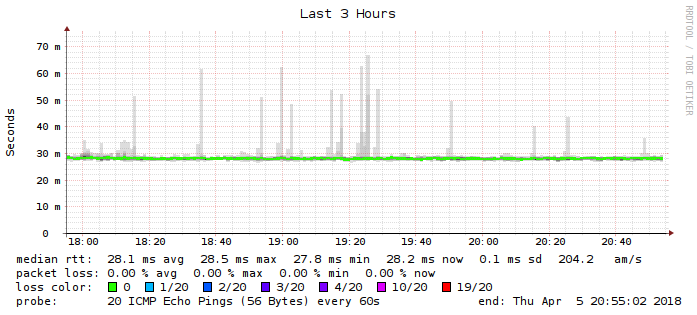 Last 3 Hours
RRDTOOL / TOBI OETIKER
Seconds
70 m
60 m
50 m
40 m
30 m
20 m
10 m
0
18:00 18:20 18:40 19:00 19:20 19:40 20:00 20:20 20:40
median rtt: 28.1 ms avg 28.5 ms max 27.8 ms min 28.2 ms now 0.1 ms sd 204.2 am/s
packet loss: 0.00 % avg 0.00 % max 0.00 % min 0.00 % now
loss color: 0 1/20 2/20 3/20 4/20 10/20 19/20
probe: 20 ICMP Echo Pings (56 Bytes) every 60s end: Thu Apr 5 20:55:02 2018